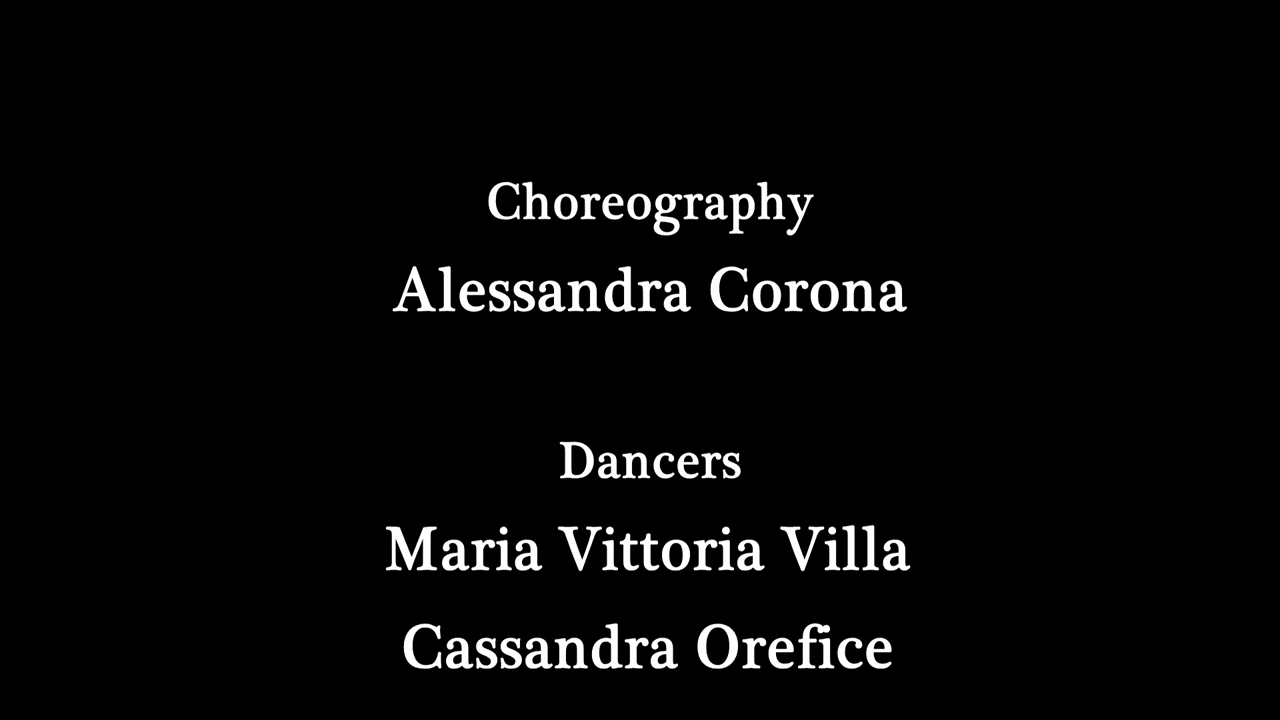 Choreography
Alessandra Corona
Dancers
Maria Vittoria Villa
Cassandra Orefice